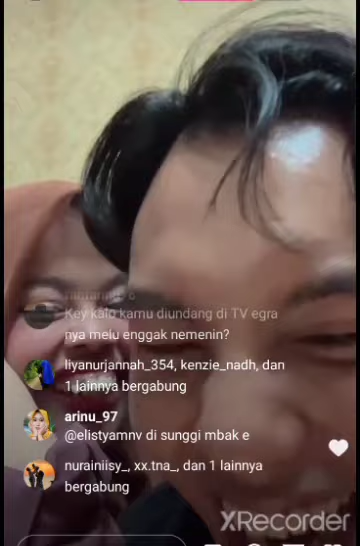 Key kalo kamu diundang di TV egra
nya melu enggak nemenin?
liyanurjannah_354, kenzie_nadh, dan
1 lainnya bergabung
arinu_97
@elistyamnv di sunggi mbak e
nurainiisy_, xx.tna_, dan 1 lainnya
bergabung
XRecorder